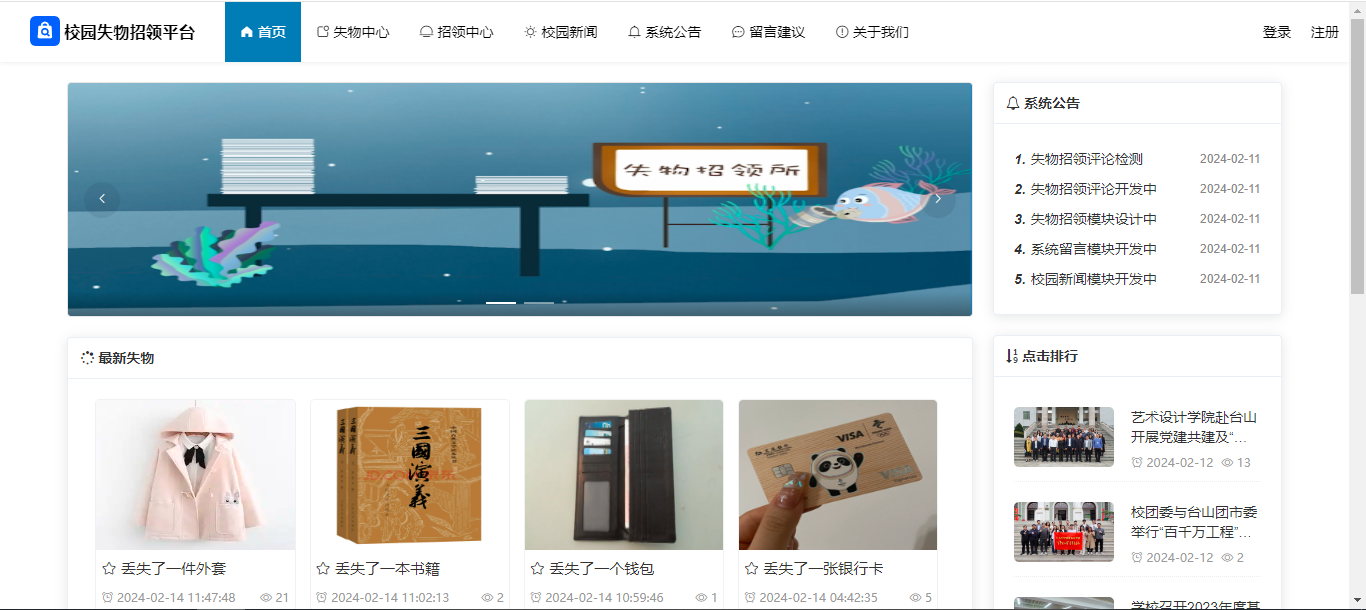 校园失物招领平台
首页
失物中心
招领中心
校园新闻
系统公告
留言建议
关于我们
登录
注册
失物招领所
系统公告
1. 失物招领评论检测 2024-02-11
2. 失物招领评论开发中 2024-02-11
3. 失物招领模块设计中 2024-02-11
4. 系统留言模块开发中 2024-02-11
5. 校园新闻模块开发中 2024-02-11
最新失物
三國演義
VISA
VISA
丢失了一件外套
2024-02-14 11:47:48 21
丢失了一本书籍
2024-02-14 11:02:13 2
丢失了一个钱包
2024-02-14 10:59:46 1
丢失了一张银行卡
2024-02-14 04:42:35 5
点击排行
艺术设计学院赴台山
开展党建共建及“...
2024-02-12 13
校团委与台山团市委
举行“百千万工程”...
2024-02-12 2
学校召开2023年度基